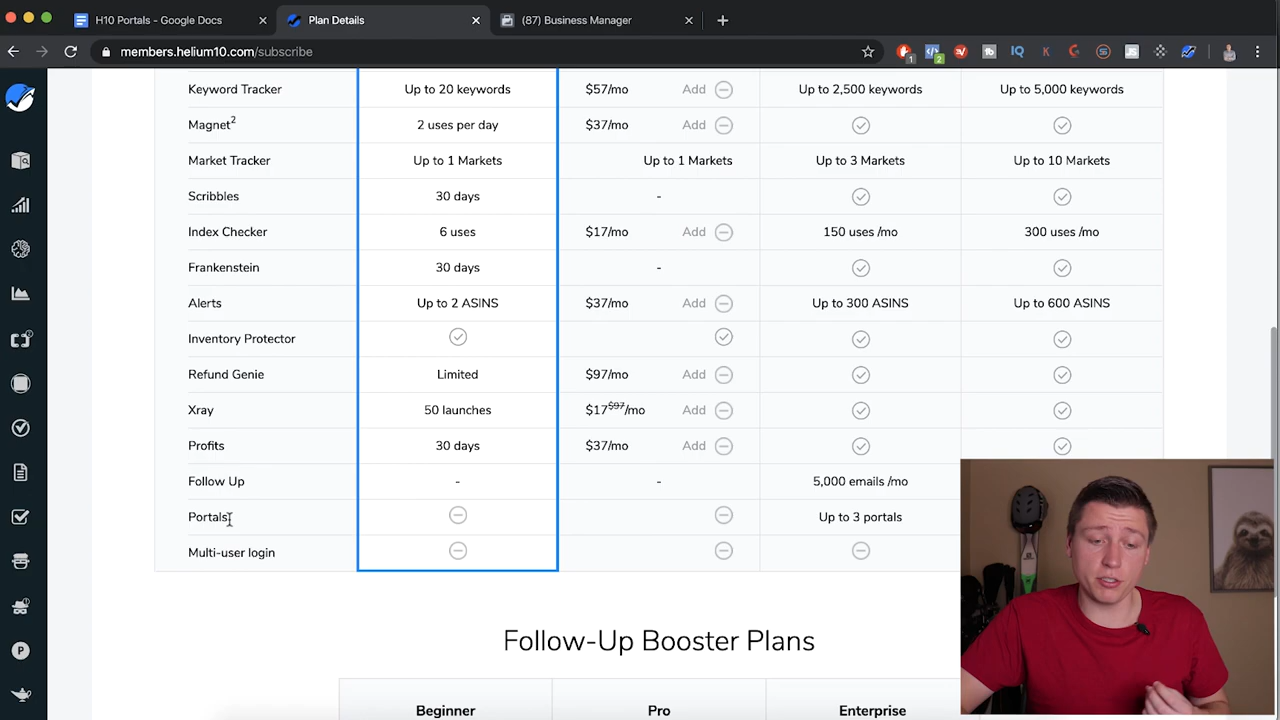 H10 Portals - Google Docs
Plan Details
(87) Business Manager
members.helium10.com/subscribe
Keyword Tracker Up to 20 keywords $57/mo Add Up to 2,500 keywords Up to 5,000 keywords
Magnet² 2 uses per day $37/mo Add
Market Tracker Up to 1 Markets Up to 1 Markets Up to 3 Markets Up to 10 Markets
Scribbles 30 days -
Index Checker 6 uses $17/mo Add 150 uses /mo 300 uses /mo
Frankenstein 30 days -
Alerts Up to 2 ASINS $37/mo Add Up to 300 ASINS Up to 600 ASINS
Inventory Protector
Refund Genie Limited $97/mo Add
Xray 50 launches $17 $97/mo Add
Profits 30 days $37/mo Add
Follow Up - - 5,000 emails /mo
Portals Up to 3 portals
Multi-user login
Follow-Up Booster Plans
Beginner Pro Enterprise